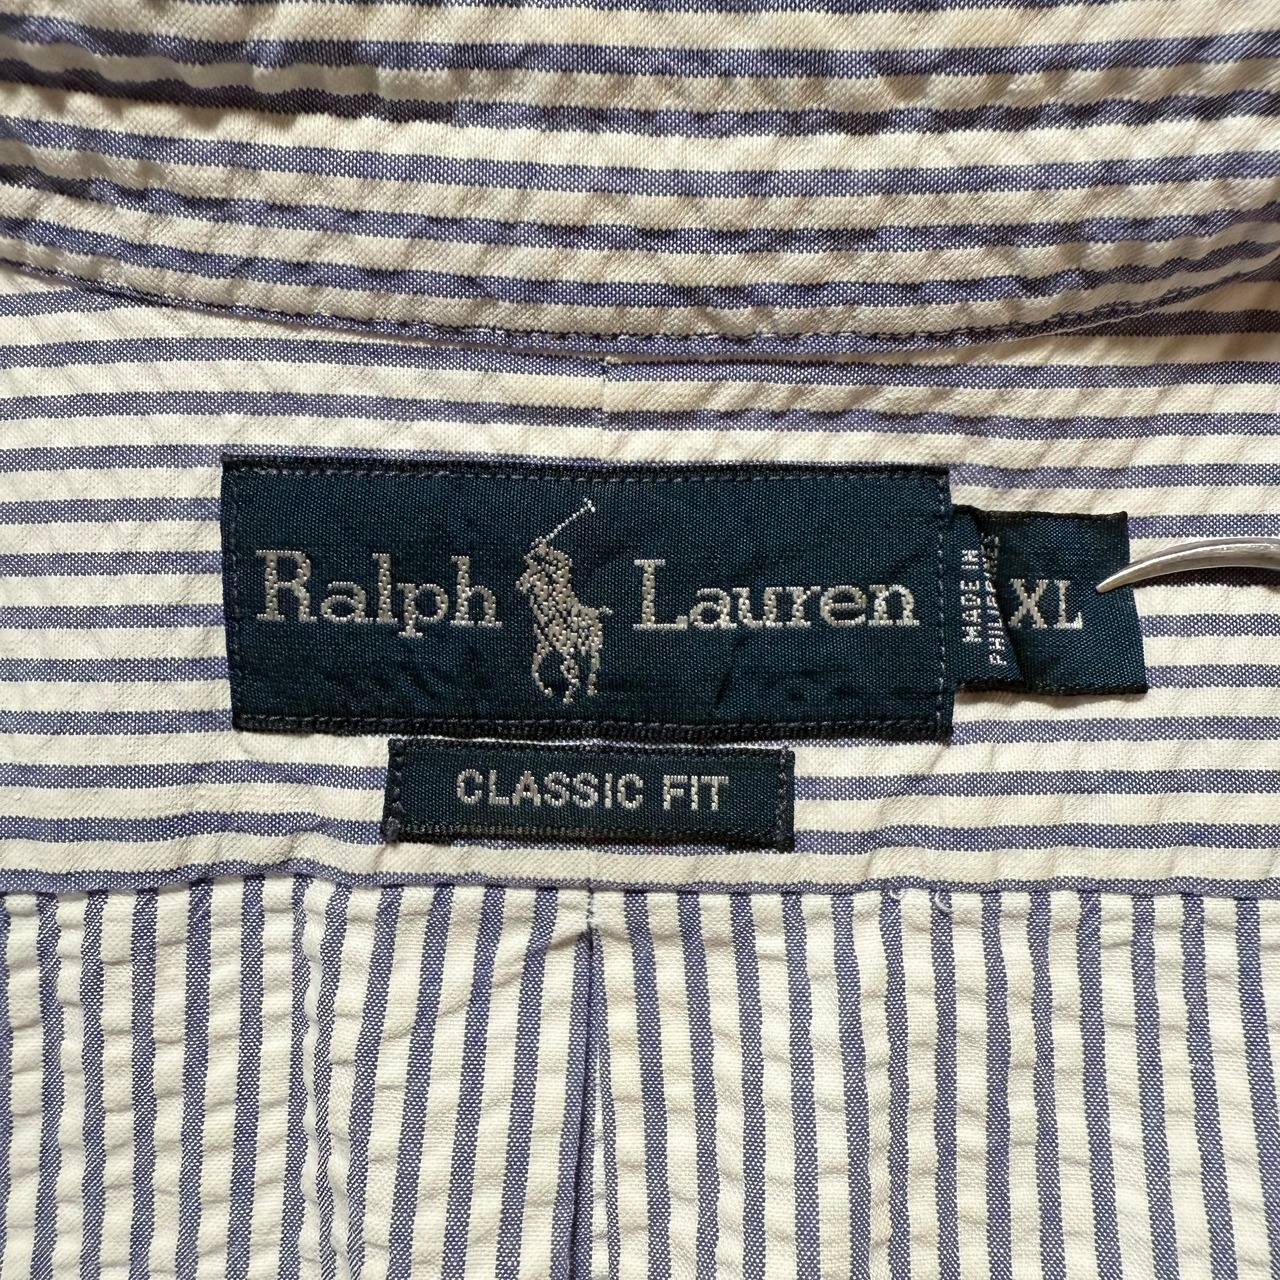 Ralph Lauren
MADE IN
PHILIPPINES
XL
CLASSIC FIT